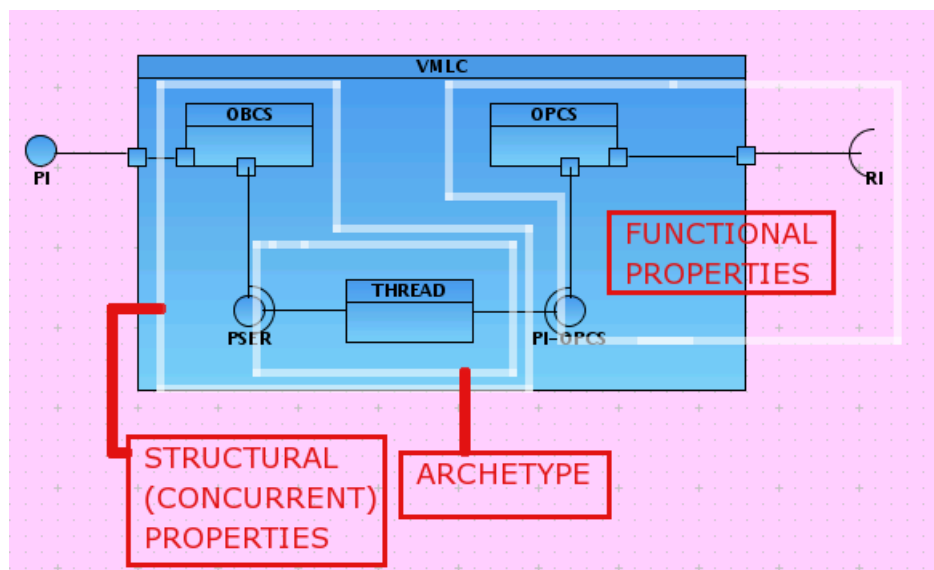 VMLC
OBCS
OPCS
PI
RI
FUNCTIONAL
PROPERTIES
THREAD
PSER
PI-OPCS
STRUCTURAL
(CONCURRENT)
PROPERTIES
ARCHETYPE